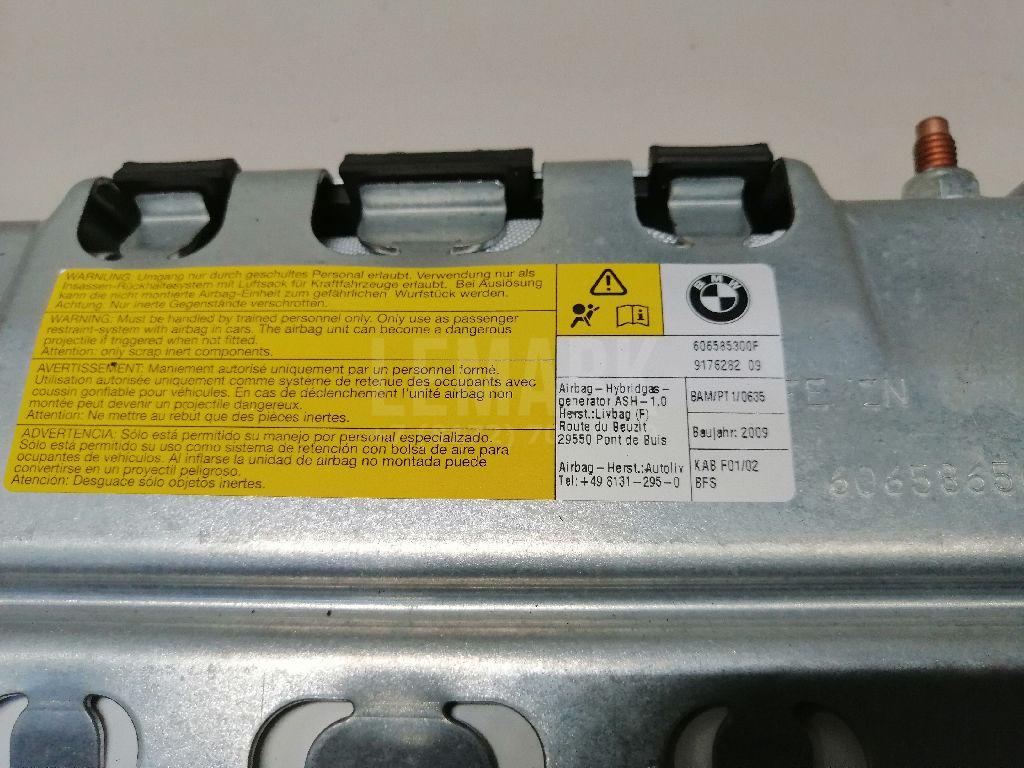 WARNUNG: Umgang nur durch geschultes Personal erlaubt. Verwendung nur als
Insassen-Rückhaltesystem mit Luftsack für Kraftfahrzeuge erlaubt. Bei Auslösung
kann die nicht montierte Airbag-Einheit zum gefährlichen Wurfstück werden.
Achtung: Nur inerte Gegenstände verschrotten.
WARNING: Must be handled by trained personnel only. Only use as passenger
restraint-system with airbag in cars. The airbag unit can become a dangerous
projectile if triggered when not fitted.
Attention: only scrap inert components.
AVERTISSEMENT: Maniement autorisé uniquement par un personnel formé.
Utilisation autorisée uniquement comme système de retenue des occupants avec
coussin gonflable pour véhicules. En cas de déclenchement l'unité airbag non
montée peut devenir un projectile dangereux.
Attention: Ne mettre au rebut que des pièces inertes.
ADVERTENCIA: Sólo está permitido su manejo por personal especializado.
Sólo está permitido su uso como sistema de retención con bolsa de aire para
ocupantes de vehículos. Al inflarse la unidad de airbag no montada puede
convertirse en un proyectil peligroso.
Atención: Desguace sólo objetos inertes.
BMW
606585300F
9176282 09
Airbag-Hybridgas-
generator ASH-1.0
Herst.:Livbag (F)
Route du Beuzit
29550 Pont de Buis
Airbag-Herst.:Autoliv
Tel:+49 6131-295-0
BAM/PT1/0635
Baujahr: 2009
KAB F01/02
BFS
LEMARK
6065865